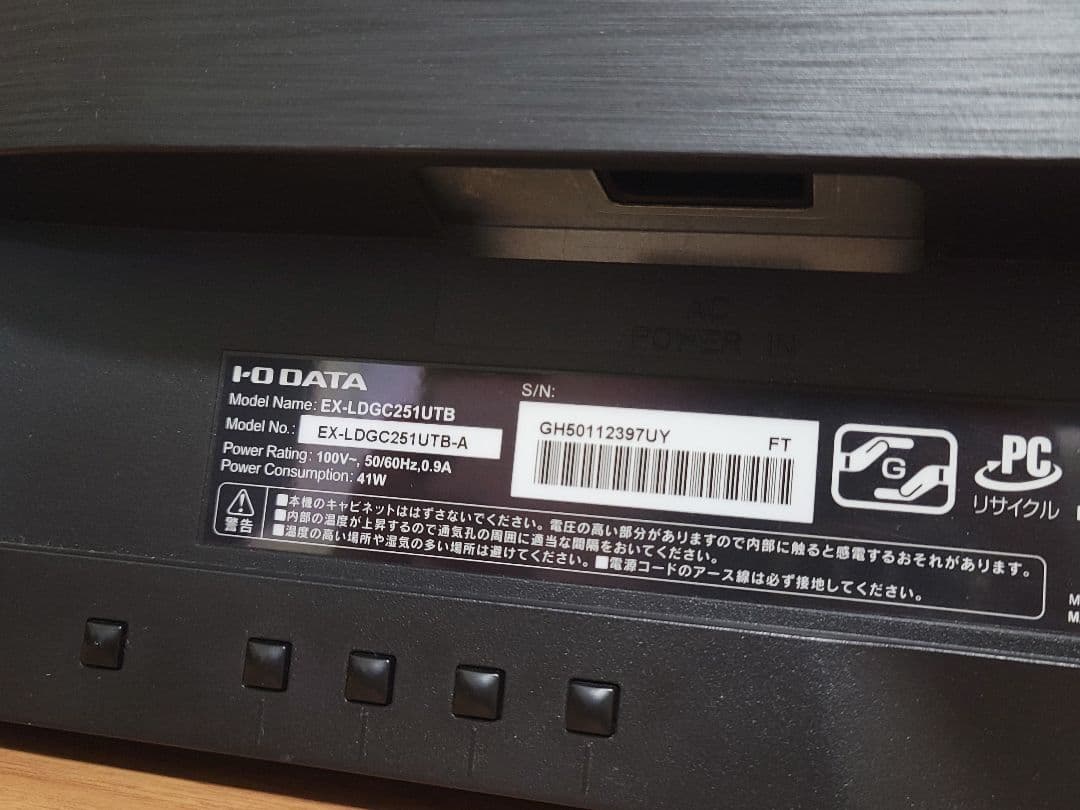 AC
POWER IN
I-O DATA
Model Name: EX-LDGC251UTB
Model No.: EX-LDGC251UTB-A
Power Rating: 100V~, 50/60Hz,0.9A
Power Consumption: 41W
S/N:
GH50112397UY
FT
G
PC
リサイクル
警告
■本機のキャビネットははずさないでください。電圧の高い部分がありますので内部に触ると感電するおそれがあります。
■内部の温度が上昇するので通気孔の周囲に適当な間隔をおいてください。
■温度の高い場所や湿気の多い場所は避けてください。■電源コードのアース線は必ず接地してください。